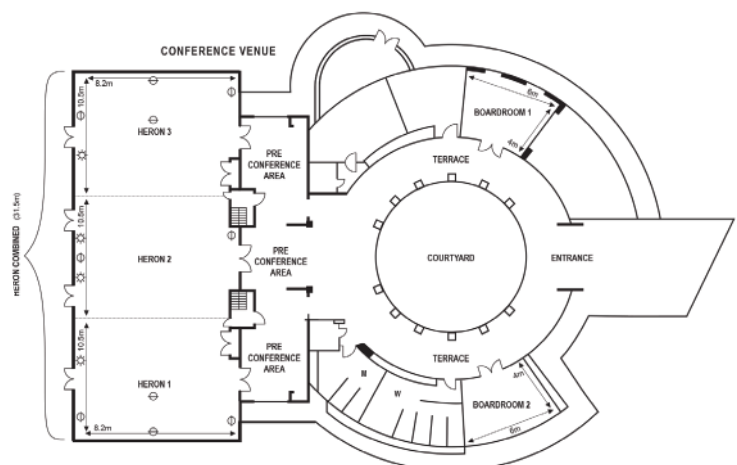 CONFERENCE VENUE
8.2m
10.5m
HERON 3
PRE
CONFERENCE
AREA
6m
BOARDROOM 1
4m
TERRACE
HERON COMBINED (31.5m)
10.5m
HERON 2
PRE
CONFERENCE
AREA
COURTYARD
ENTRANCE
10.5m
HERON 1
8.2m
PRE
CONFERENCE
AREA
TERRACE
M
W
4m
BOARDROOM 2
6m